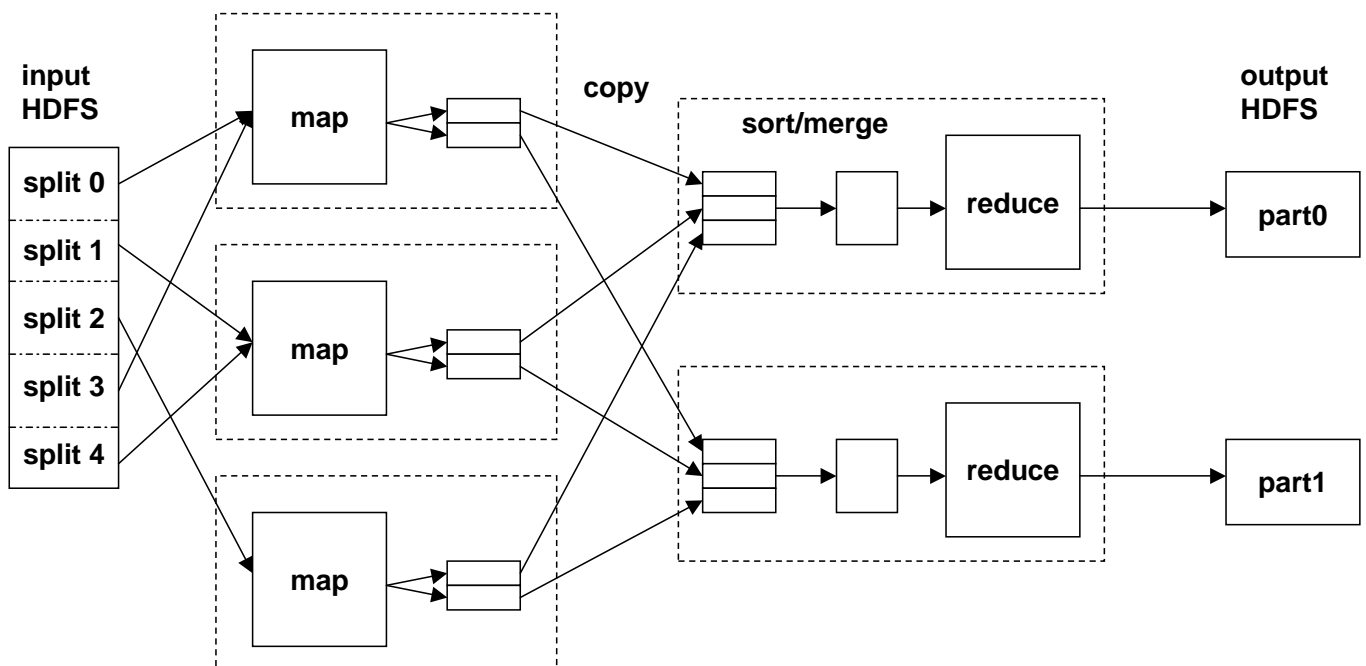 input
HDFS
split 0
split 1
split 2
split 3
split 4
map
map
map
copy
sort/merge
reduce
reduce
output
HDFS
part0
part1